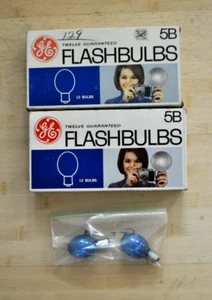 129
5B
GE
TWELVE GUARANTEED
FLASHBULBS
12 BULBS
5B
GE
TWELVE GUARANTEED
FLASHBULBS
12 BULBS